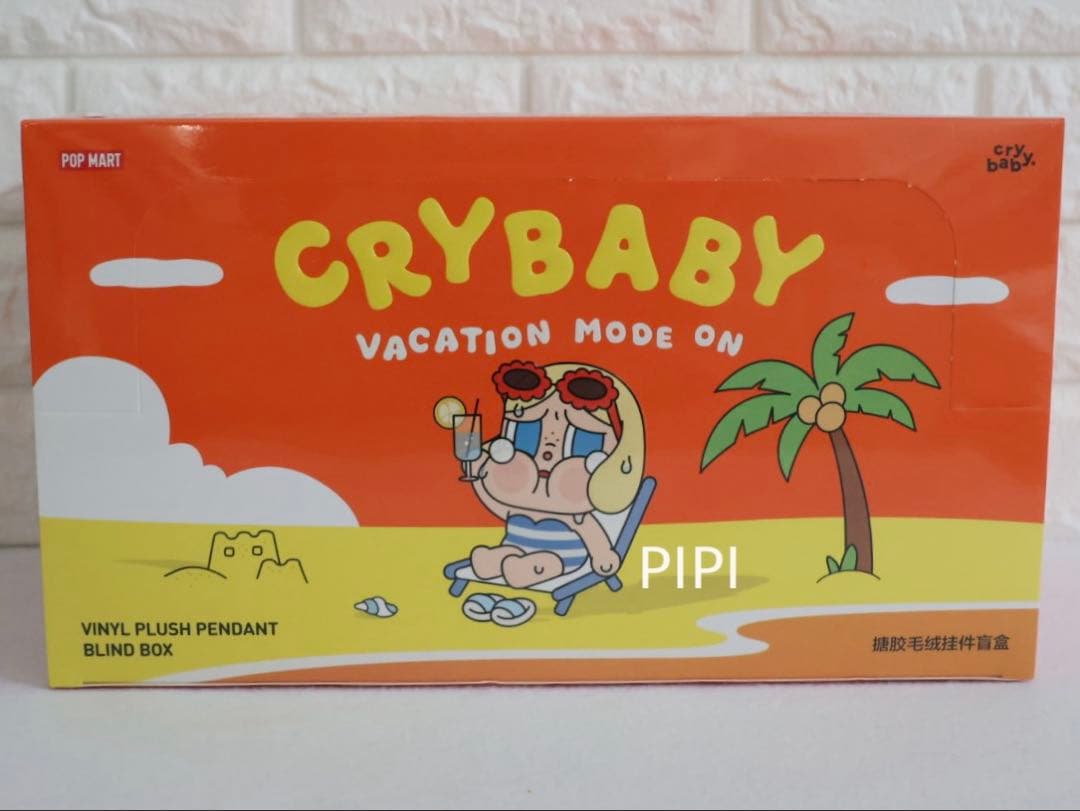 POP MART
cry
baby.
CRYBABY
VACATION MODE ON
PIPI
VINYL PLUSH PENDANT
BLIND BOX
搪胶毛绒挂件盲盒